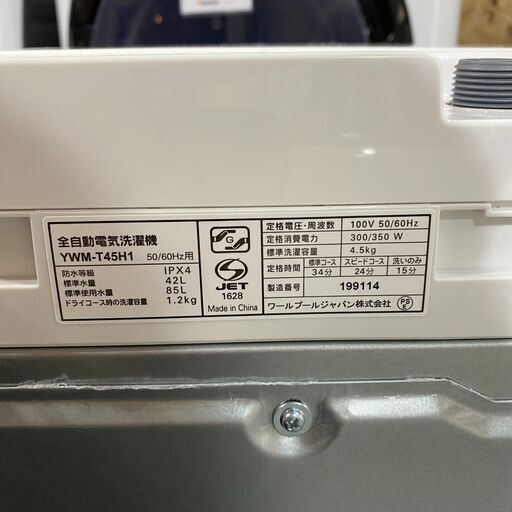 全自動電気洗濯機
YWM-T45H1 50/60Hz用
防水等級 IPX4
標準水量 42L
標準使用水量 85L
ドライコース時の洗濯容量 1.2kg
G
S
JET
1628
Made in China
定格電圧・周波数 100V 50/60Hz
定格消費電力 300/350 W
標準洗濯容量 4.5kg
定格時間 標準コース スピードコース 洗いのみ
34分 24分 15分
製造番号 199114
ワールプールジャパン株式会社 PSE